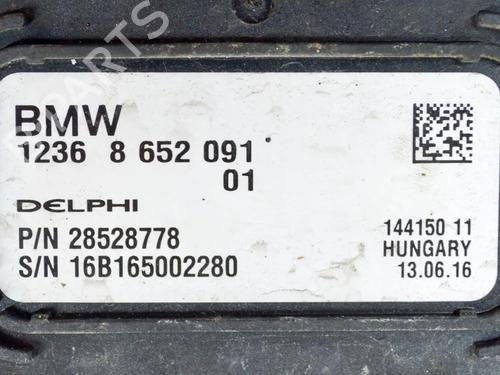 BMW
1236 8 652 091
01
DELPHI
P/N 28528778
S/N 16B165002280
144150 11
HUNGARY
13.06.16